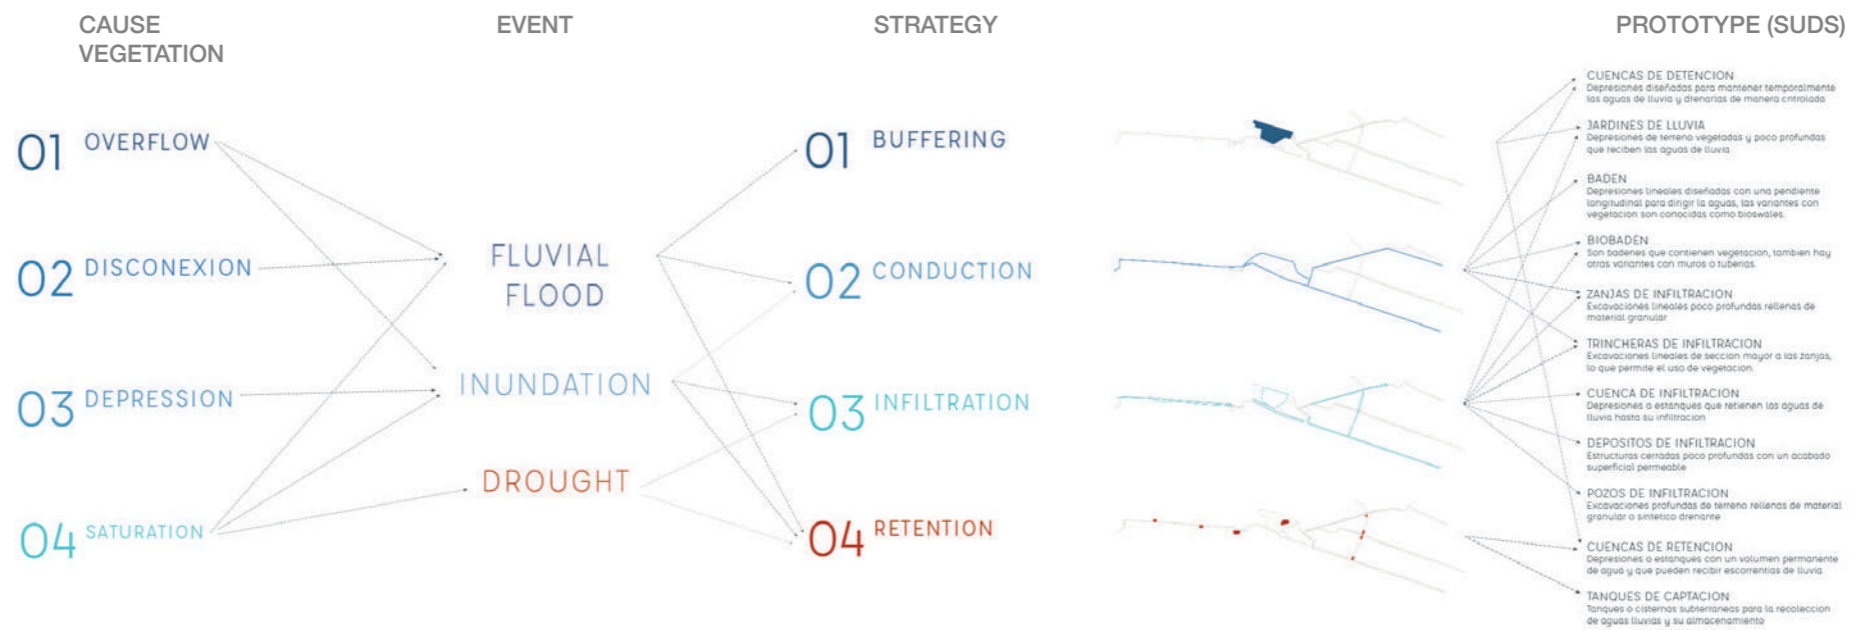 CAUSE
VEGETATION
EVENT
STRATEGY
PROTOTYPE (SUDS)
01 OVERFLOW
02 DISCONEXION
03 DEPRESSION
04 SATURATION
FLUVIAL
FLOOD
INUNDATION
DROUGHT
01 BUFFERING
02 CONDUCTION
03 INFILTRATION
04 RETENTION
CUENCAS DE DETENCION
Depresiones diseñadas para mantener temporalmente
las aguas de lluvia y drenarlas de manera cntrolada
JARDINES DE LLUVIA
Depresiones de terreno vegetadas y poco profundas
que reciben las aguas de lluvia
BADEN
Depresiones lineales diseñadas con una pendiente
longitudinal para dirigir la aguas, las variantes con
vegetacion son conocidas como bioswales.
BIOBADEN
Son badenes que contienen vegetacion, tambien hay
otras variantes con muros o tuberias.
ZANJAS DE INFILTRACION
Excavaciones lineales poco profundas rellenas de
material granular
TRINCHERAS DE INFILTRACION
Excavaciones lineales de seccion mayor a las zanjas,
lo que permite el uso de vegetacion.
CUENCA DE INFILTRACION
Depresiones o estanques que retienen las aguas de
lluvia hasta su infiltracion
DEPOSITOS DE INFILTRACION
Estructuras cerradas poco profundas con un acabado
superficial permeable
POZOS DE INFILTRACION
Excavaciones profundas de terreno rellenas de material
granular o sintetico drenante
CUENCAS DE RETENCION
Depresiones o estanques con un volumen permanente
de agua y que pueden recibir escorrentias de lluvia
TANQUES DE CAPTACION
Tanques o cisternas subterraneas para la recoleccion
de aguas lluvias y su almacenamiento